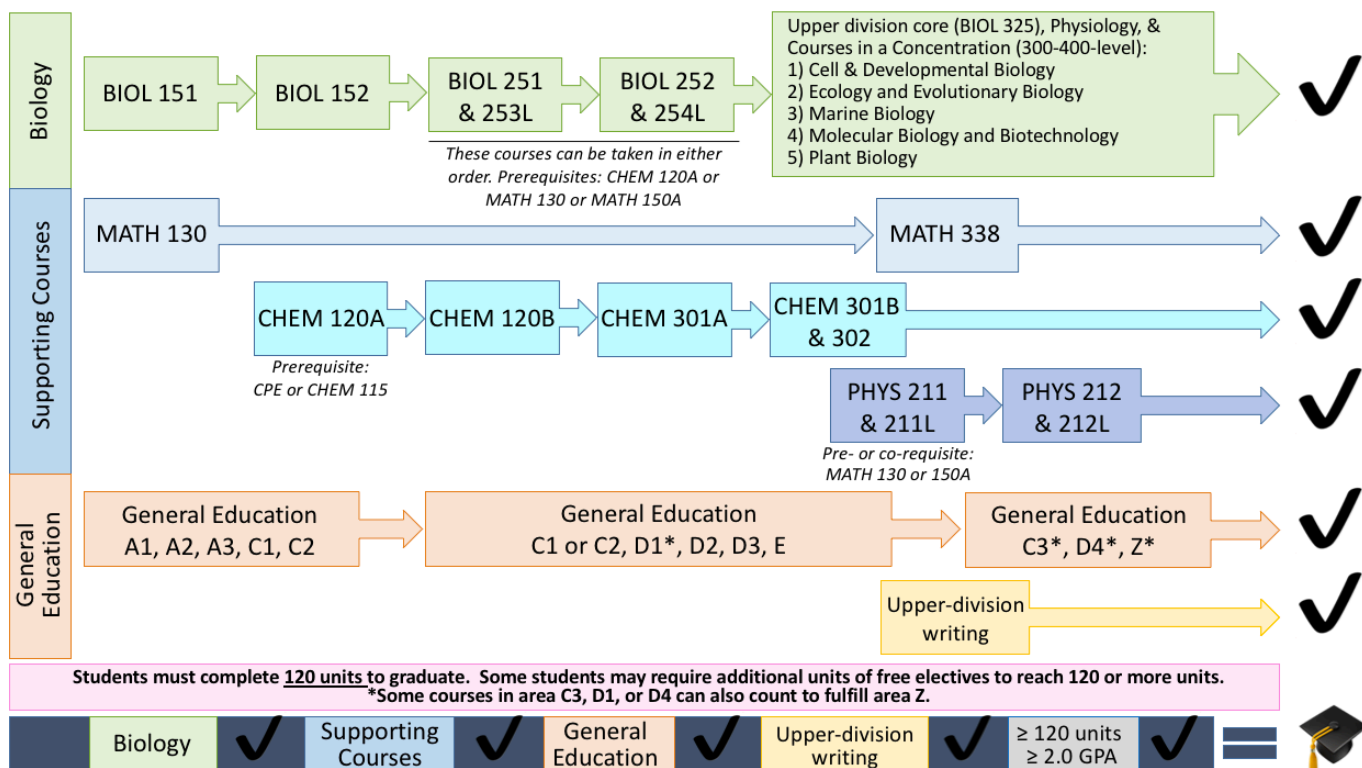 Biology
BIOL 151
BIOL 152
BIOL 251
& 253L
BIOL 252
& 254L
These courses can be taken in either
order. Prerequisites: CHEM 120A or
MATH 130 or MATH 150A
Upper division core (BIOL 325), Physiology, &
Courses in a Concentration (300-400-level):
1) Cell & Developmental Biology
2) Ecology and Evolutionary Biology
3) Marine Biology
4) Molecular Biology and Biotechnology
5) Plant Biology
Supporting Courses
MATH 130
MATH 338
CHEM 120A
Prerequisite:
CPE or CHEM 115
CHEM 120B
CHEM 301A
CHEM 301B
& 302
PHYS 211
& 211L
Pre- or co-requisite:
MATH 130 or 150A
PHYS 212
& 212L
General
Education
General Education
A1, A2, A3, C1, C2
General Education
C1 or C2, D1*, D2, D3, E
General Education
C3*, D4*, Z*
Upper-division
writing
Students must complete 120 units to graduate. Some students may require additional units of free electives to reach 120 or more units.
*Some courses in area C3, D1, or D4 can also count to fulfill area Z.
Biology
Supporting
Courses
General
Education
Upper-division
writing
≥ 120 units
≥ 2.0 GPA